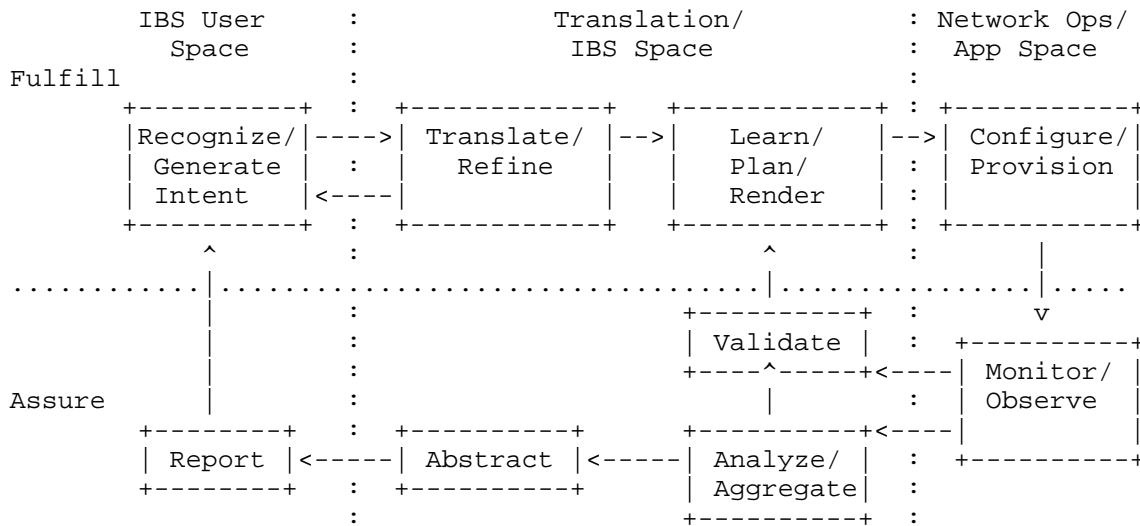 IBS User : Translation/ : Network Ops/
Space : IBS Space : App Space
Fulfill : :
+----------+ : +------------+ +------------+ : +-----------+
|Recognize/|---->| Translate/ |-->| Learn/ |-->| Configure/|
| Generate | : | Refine | | Plan/ | : | Provision |
| Intent |<----| | | Render | : | |
+----------+ : +------------+ +------------+ : +-----------+
^ : ^ : |
............|...................................|.................|.....
| : +----------+ : v
| : | Validate | : +-----------+
| : +----^-----+<----| Monitor/ |
Assure | : | : | Observe |
+--------+ : +----------+ +----------+<----| |
| Report |<-----| Abstract |<-----| Analyze/ | : +-----------+
+--------+ : +----------+ | Aggregate| :
: +----------+ :